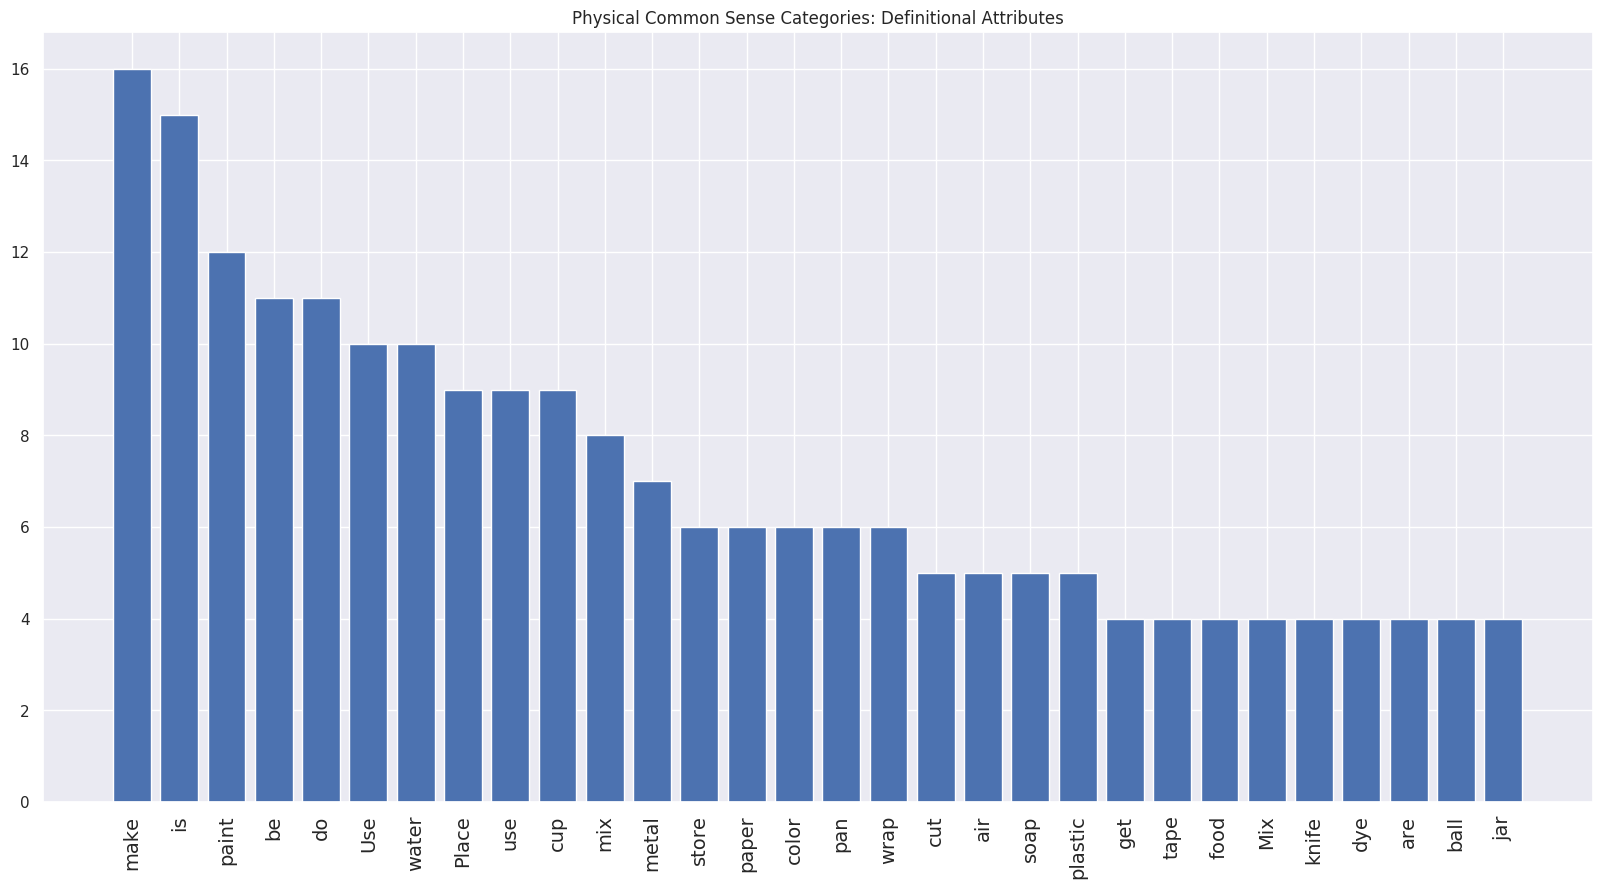 Physical Common Sense Categories: Definitional Attributes
16
14
12
10
8
6
4
2
0
make
is
paint
be
do
Use
water
Place
use
cup
mix
metal
store
paper
color
pan
wrap
cut
air
soap
plastic
get
tape
food
Mix
knife
dye
are
ball
jar